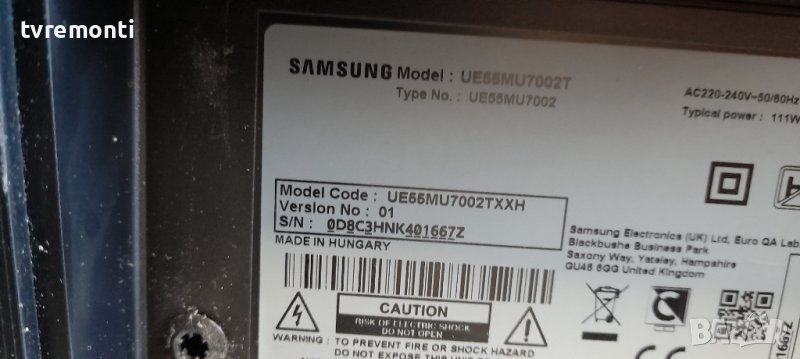 tvremonti
SAMSUNG Model : UE55MU7002T
Type No. : UE55MU7002
AC220-240V~50/60Hz
Typical power : 111W
Model Code : UE55MU7002TXXH
Version No : 01
S/N : 0D8C3HNK401667Z
MADE IN HUNGARY
Samsung Electronics (UK) Ltd, Euro QA Lab
Blackbushe Business Park
Saxony Way, Yateley, Hampshire
GU46 6GG United Kingdom
CAUTION
RISK OF ELECTRIC SHOCK
DO NOT OPEN
WARNING : TO PREVENT FIRE OR SHOCK HAZARD
DO NOT EXPOSE THIS
1667Z